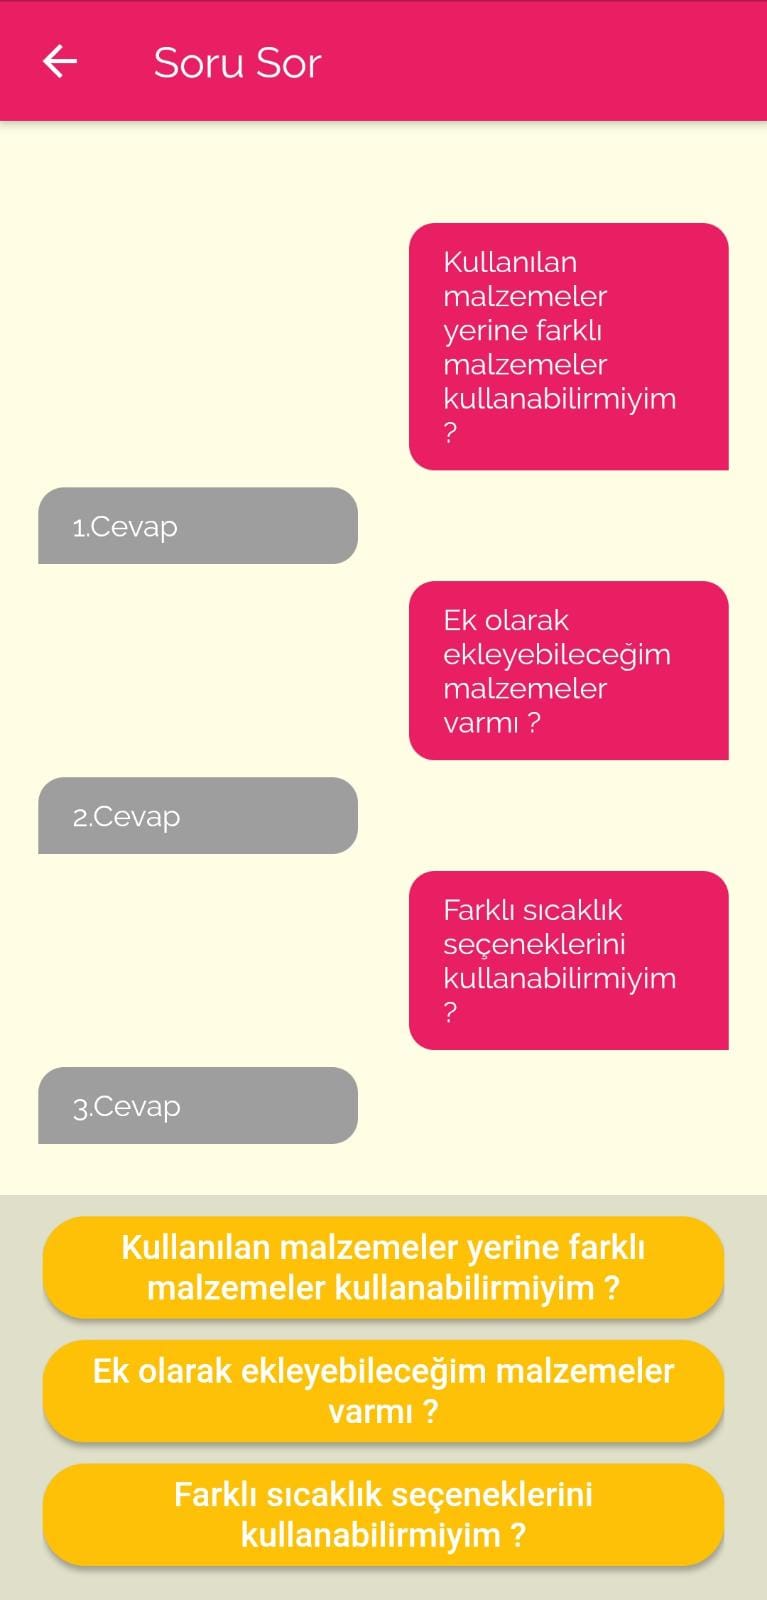 Soru Sor
Kullanılan
malzemeler
yerine farklı
malzemeler
kullanabilirmiyim
?
1.Cevap
Ek olarak
ekleyebileceğim
malzemeler
varmı ?
2.Cevap
Farklı sıcaklık
seçeneklerini
kullanabilirmiyim
?
3.Cevap
Kullanılan malzemeler yerine farklı
malzemeler kullanabilirmiyim ?
Ek olarak ekleyebileceğim malzemeler
varmı ?
Farklı sıcaklık seçeneklerini
kullanabilirmiyim ?